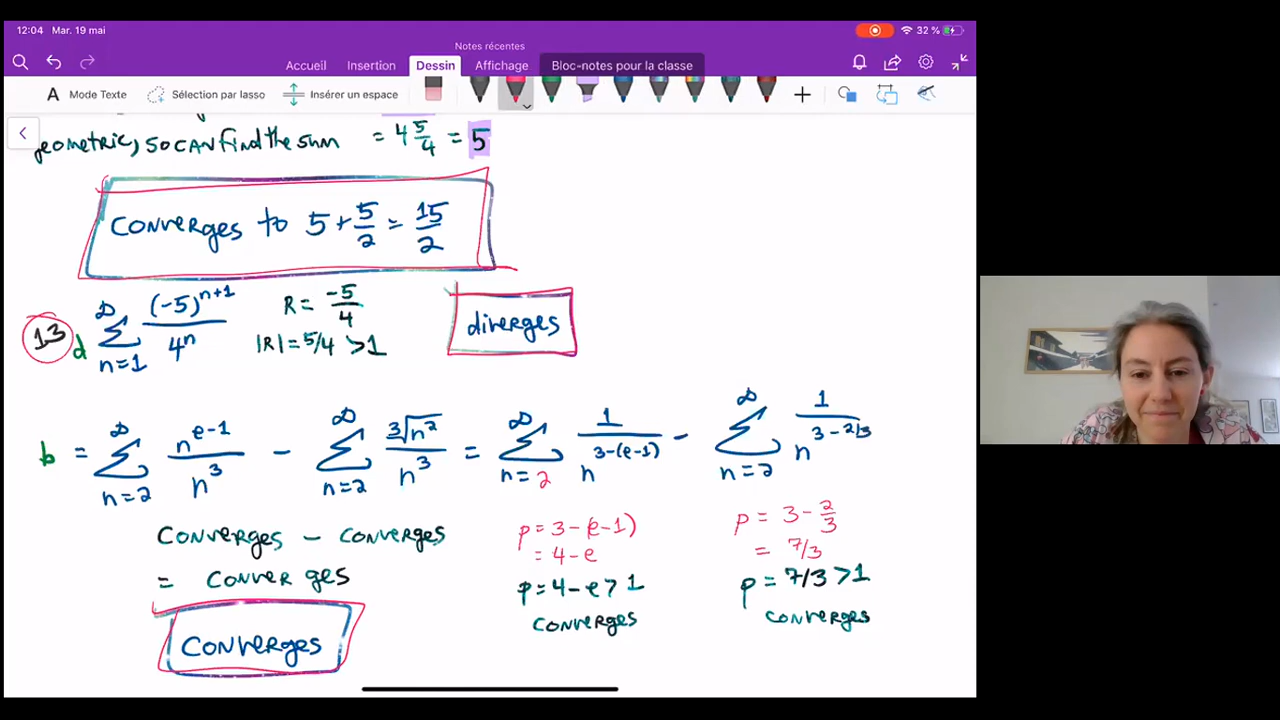 12:04 Mar. 19 mai
32 %
Notes récentes
Accueil Insertion Dessin Affichage Bloc-notes pour la classe
A Mode Texte Sélection par lasso Insérer un espace
geometric, so can find the sum = 4 5/4 = 5
Converges to 5 + 5/2 = 15/2
13 d ∞ Σ n=1 (-5)^{n+1} / 4^n R = -5/4 diverges
|R| = 5/4 > 1
b = ∞ Σ n=2 n^{e-1} / n^3 - ∞ Σ n=2 ³√n² / n^3 = ∞ Σ n=2 1 / n^{3-(e-1)} - ∞ Σ n=2 1 / n^{3-2/3}
Converges - converges
= converges
Converges
p = 3-(e-1)
= 4-e
p = 4-e > 1
converges
p = 3 - 2/3
= 7/3
p = 7/3 > 1
converges